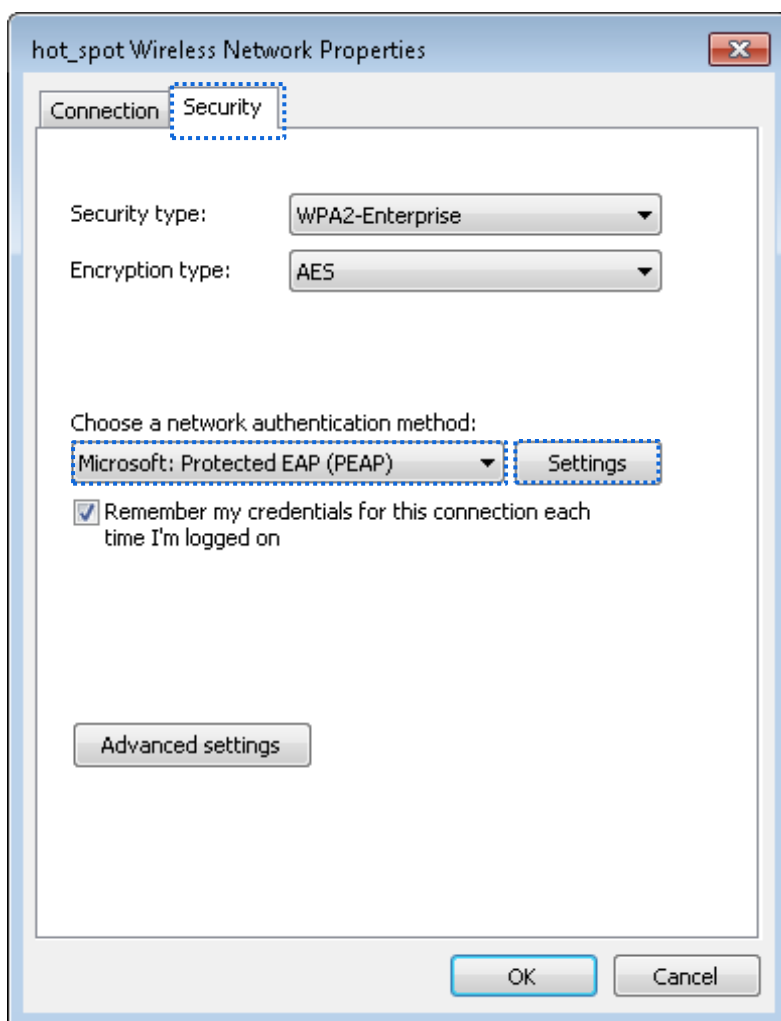 hot_spot Wireless Network Properties
Connection
Security
Security type:
WPA2-Enterprise
Encryption type:
AES
Choose a network authentication method:
Microsoft: Protected EAP (PEAP)
Settings
Remember my credentials for this connection each
time I'm logged on
Advanced settings
OK
Cancel